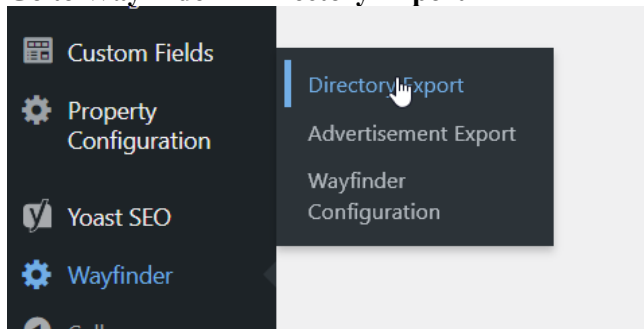 Custom Fields
Property
Configuration
Yoast SEO
Wayfinder
Directory Export
Advertisement Export
Wayfinder
Configuration